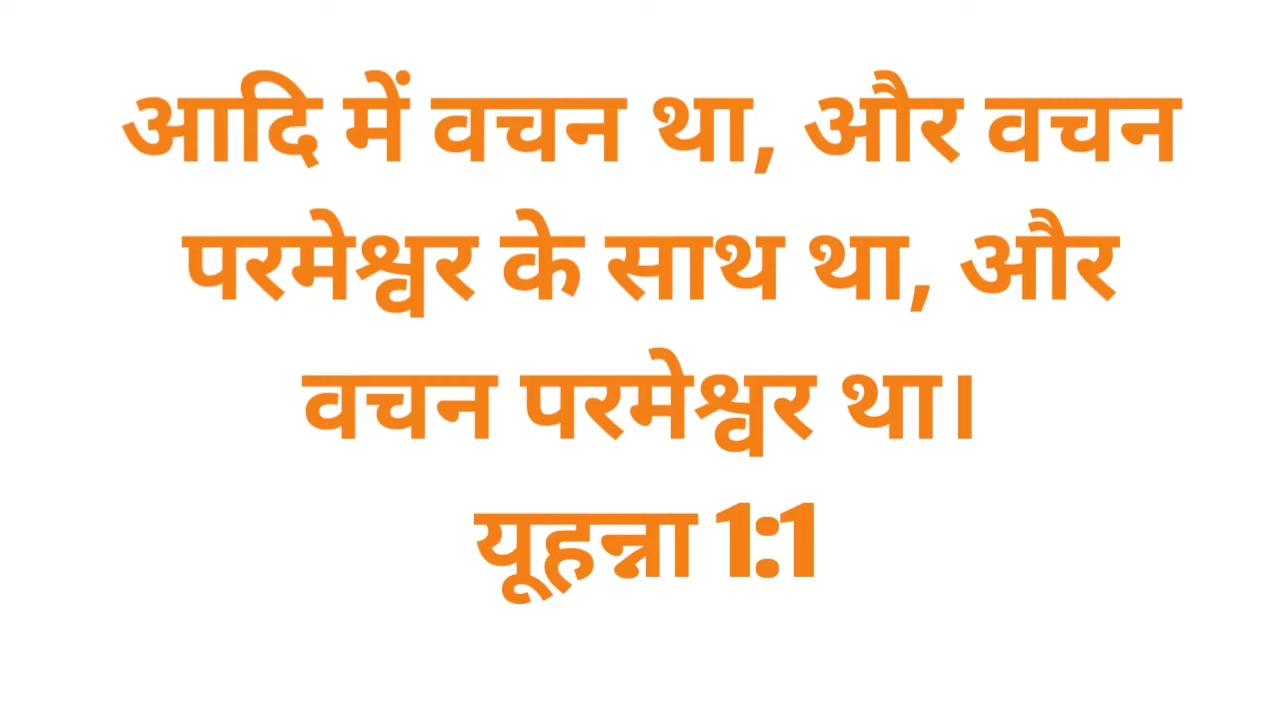 आदि में वचन था, और वचन
परमेश्वर के साथ था, और
वचन परमेश्वर था।
यूहन्ना 1:1